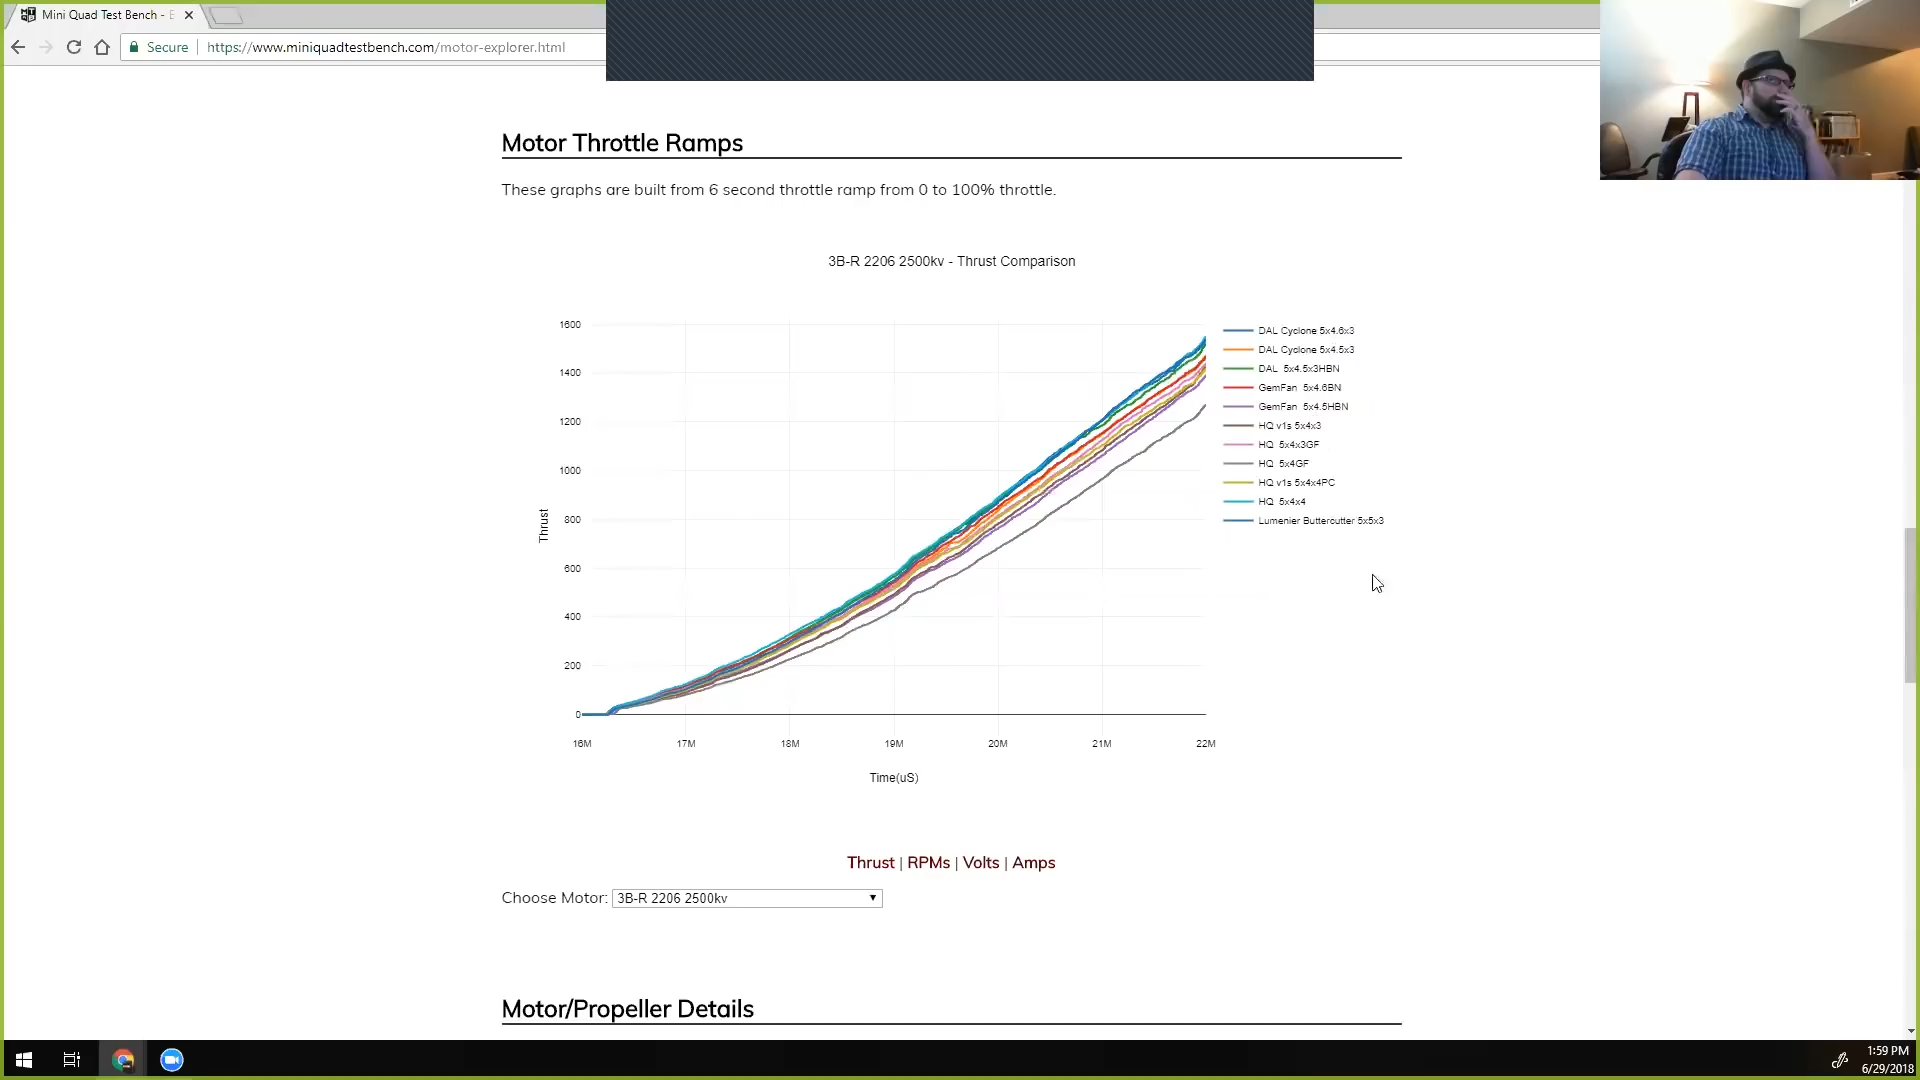 Mini Quad Test Bench - E
Secure
https://www.miniquadtestbench.com/motor-explorer.html
Motor Throttle Ramps
These graphs are built from 6 second throttle ramp from 0 to 100% throttle.
3B-R 2206 2500kv - Thrust Comparison
1600
1400
1200
1000
800
600
400
200
0
Thrust
16M 17M 18M 19M 20M 21M 22M
Time(uS)
DAL Cyclone 5x4.6x3
DAL Cyclone 5x4.5x3
DAL 5x4.5x3HBN
GemFan 5x4.6BN
GemFan 5x4.5HBN
HQ v1s 5x4x3
HQ 5x4x3GF
HQ 5x4GF
HQ v1s 5x4x4PC
HQ 5x4x4
Lumenier Buttercutter 5x5x3
Thrust | RPMs | Volts | Amps
Choose Motor: 3B-R 2206 2500kv
Motor/Propeller Details
1:59 PM
6/29/2018